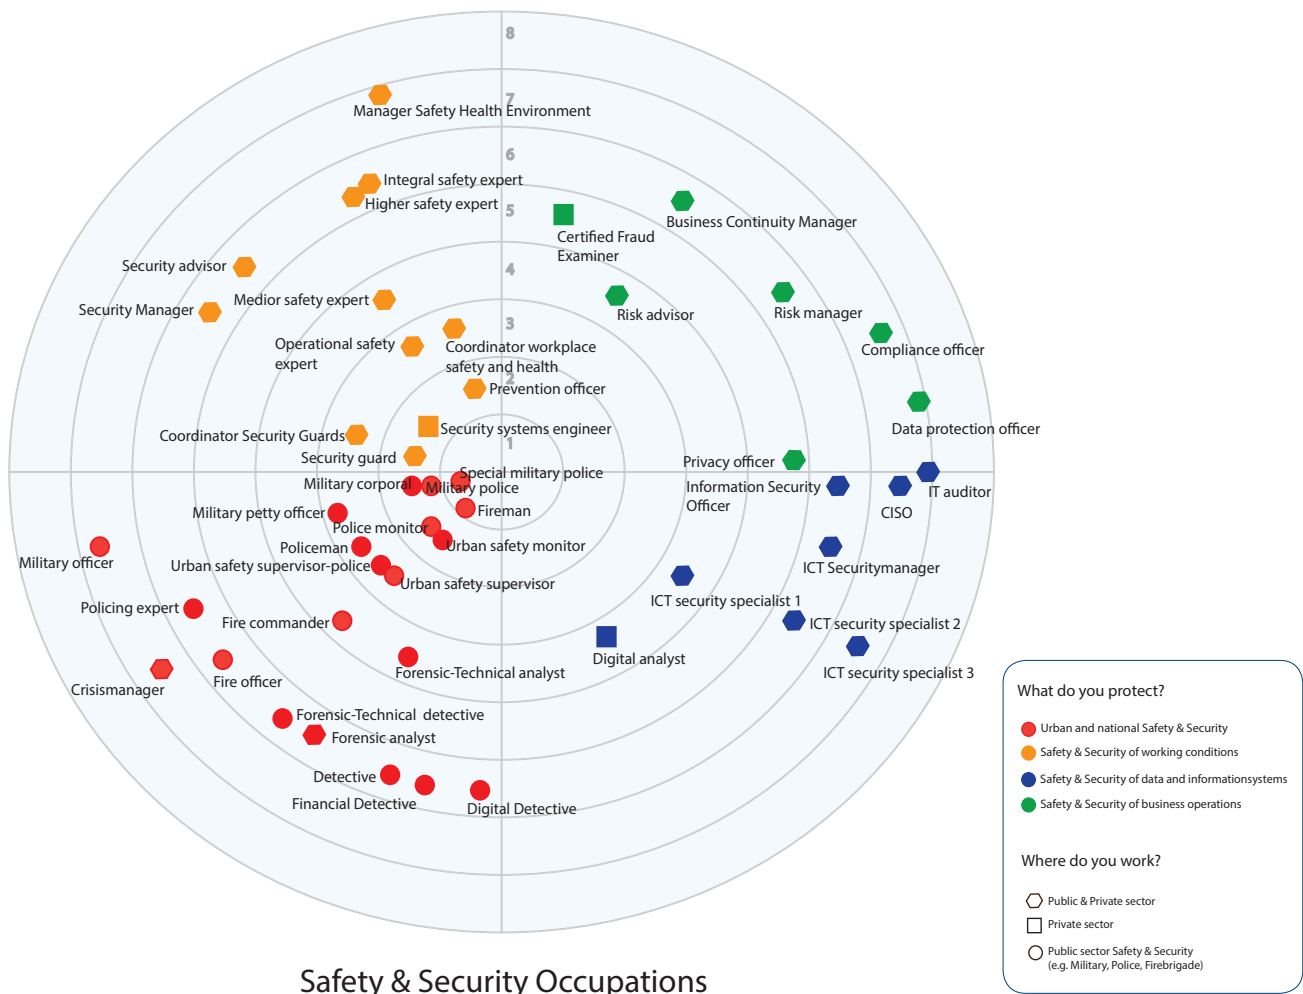 8
7
Manager Safety Health Environment
6
Integral safety expert
Higher safety expert
5
Business Continuity Manager
Certified Fraud
Examiner
Security advisor
4
Medior safety expert
Security Manager
Risk advisor
Risk manager
3
Operational safety
expert
Coordinator workplace
safety and health
Compliance officer
2
Prevention officer
Security systems engineer
Data protection officer
Coordinator Security Guards
1
Security guard
Privacy officer
Special military police
Military corporal
Military police
Information Security
Officer
IT auditor
CISO
Military petty officer
Fireman
Police monitor
Policeman
Urban safety monitor
Military officer
Urban safety supervisor-police
Urban safety supervisor
ICT Securitymanager
ICT security specialist 1
Policing expert
Fire commander
ICT security specialist 2
Digital analyst
Forensic-Technical analyst
ICT security specialist 3
Fire officer
Crisismanager
Forensic-Technical  detective
Forensic analyst
Detective
Financial Detective
Digital Detective
What do you protect?
Urban and national Safety & Security
Safety & Security of working conditions
Safety & Security of data and informationsystems
Safety & Security of business operations
Where do you work?
Public & Private sector
Private sector
Public sector Safety & Security
(e.g. Military, Police, Firebrigade)
Safety & Security Occupations